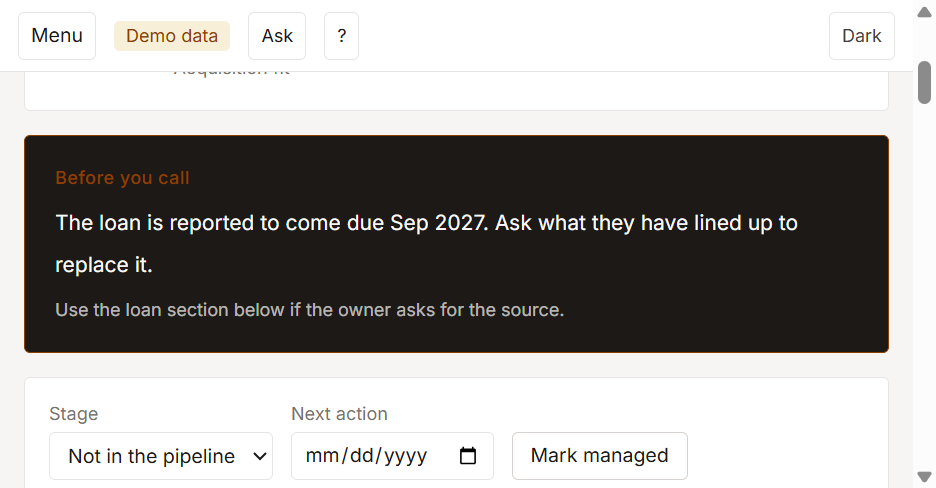 Menu
Demo data
Ask
?
Dark
Acquisition fit
Before you call
The loan is reported to come due Sep 2027. Ask what they have lined up to
replace it.
Use the loan section below if the owner asks for the source.
Stage
Next action
Not in the pipeline
mm/dd/yyyy
Mark managed